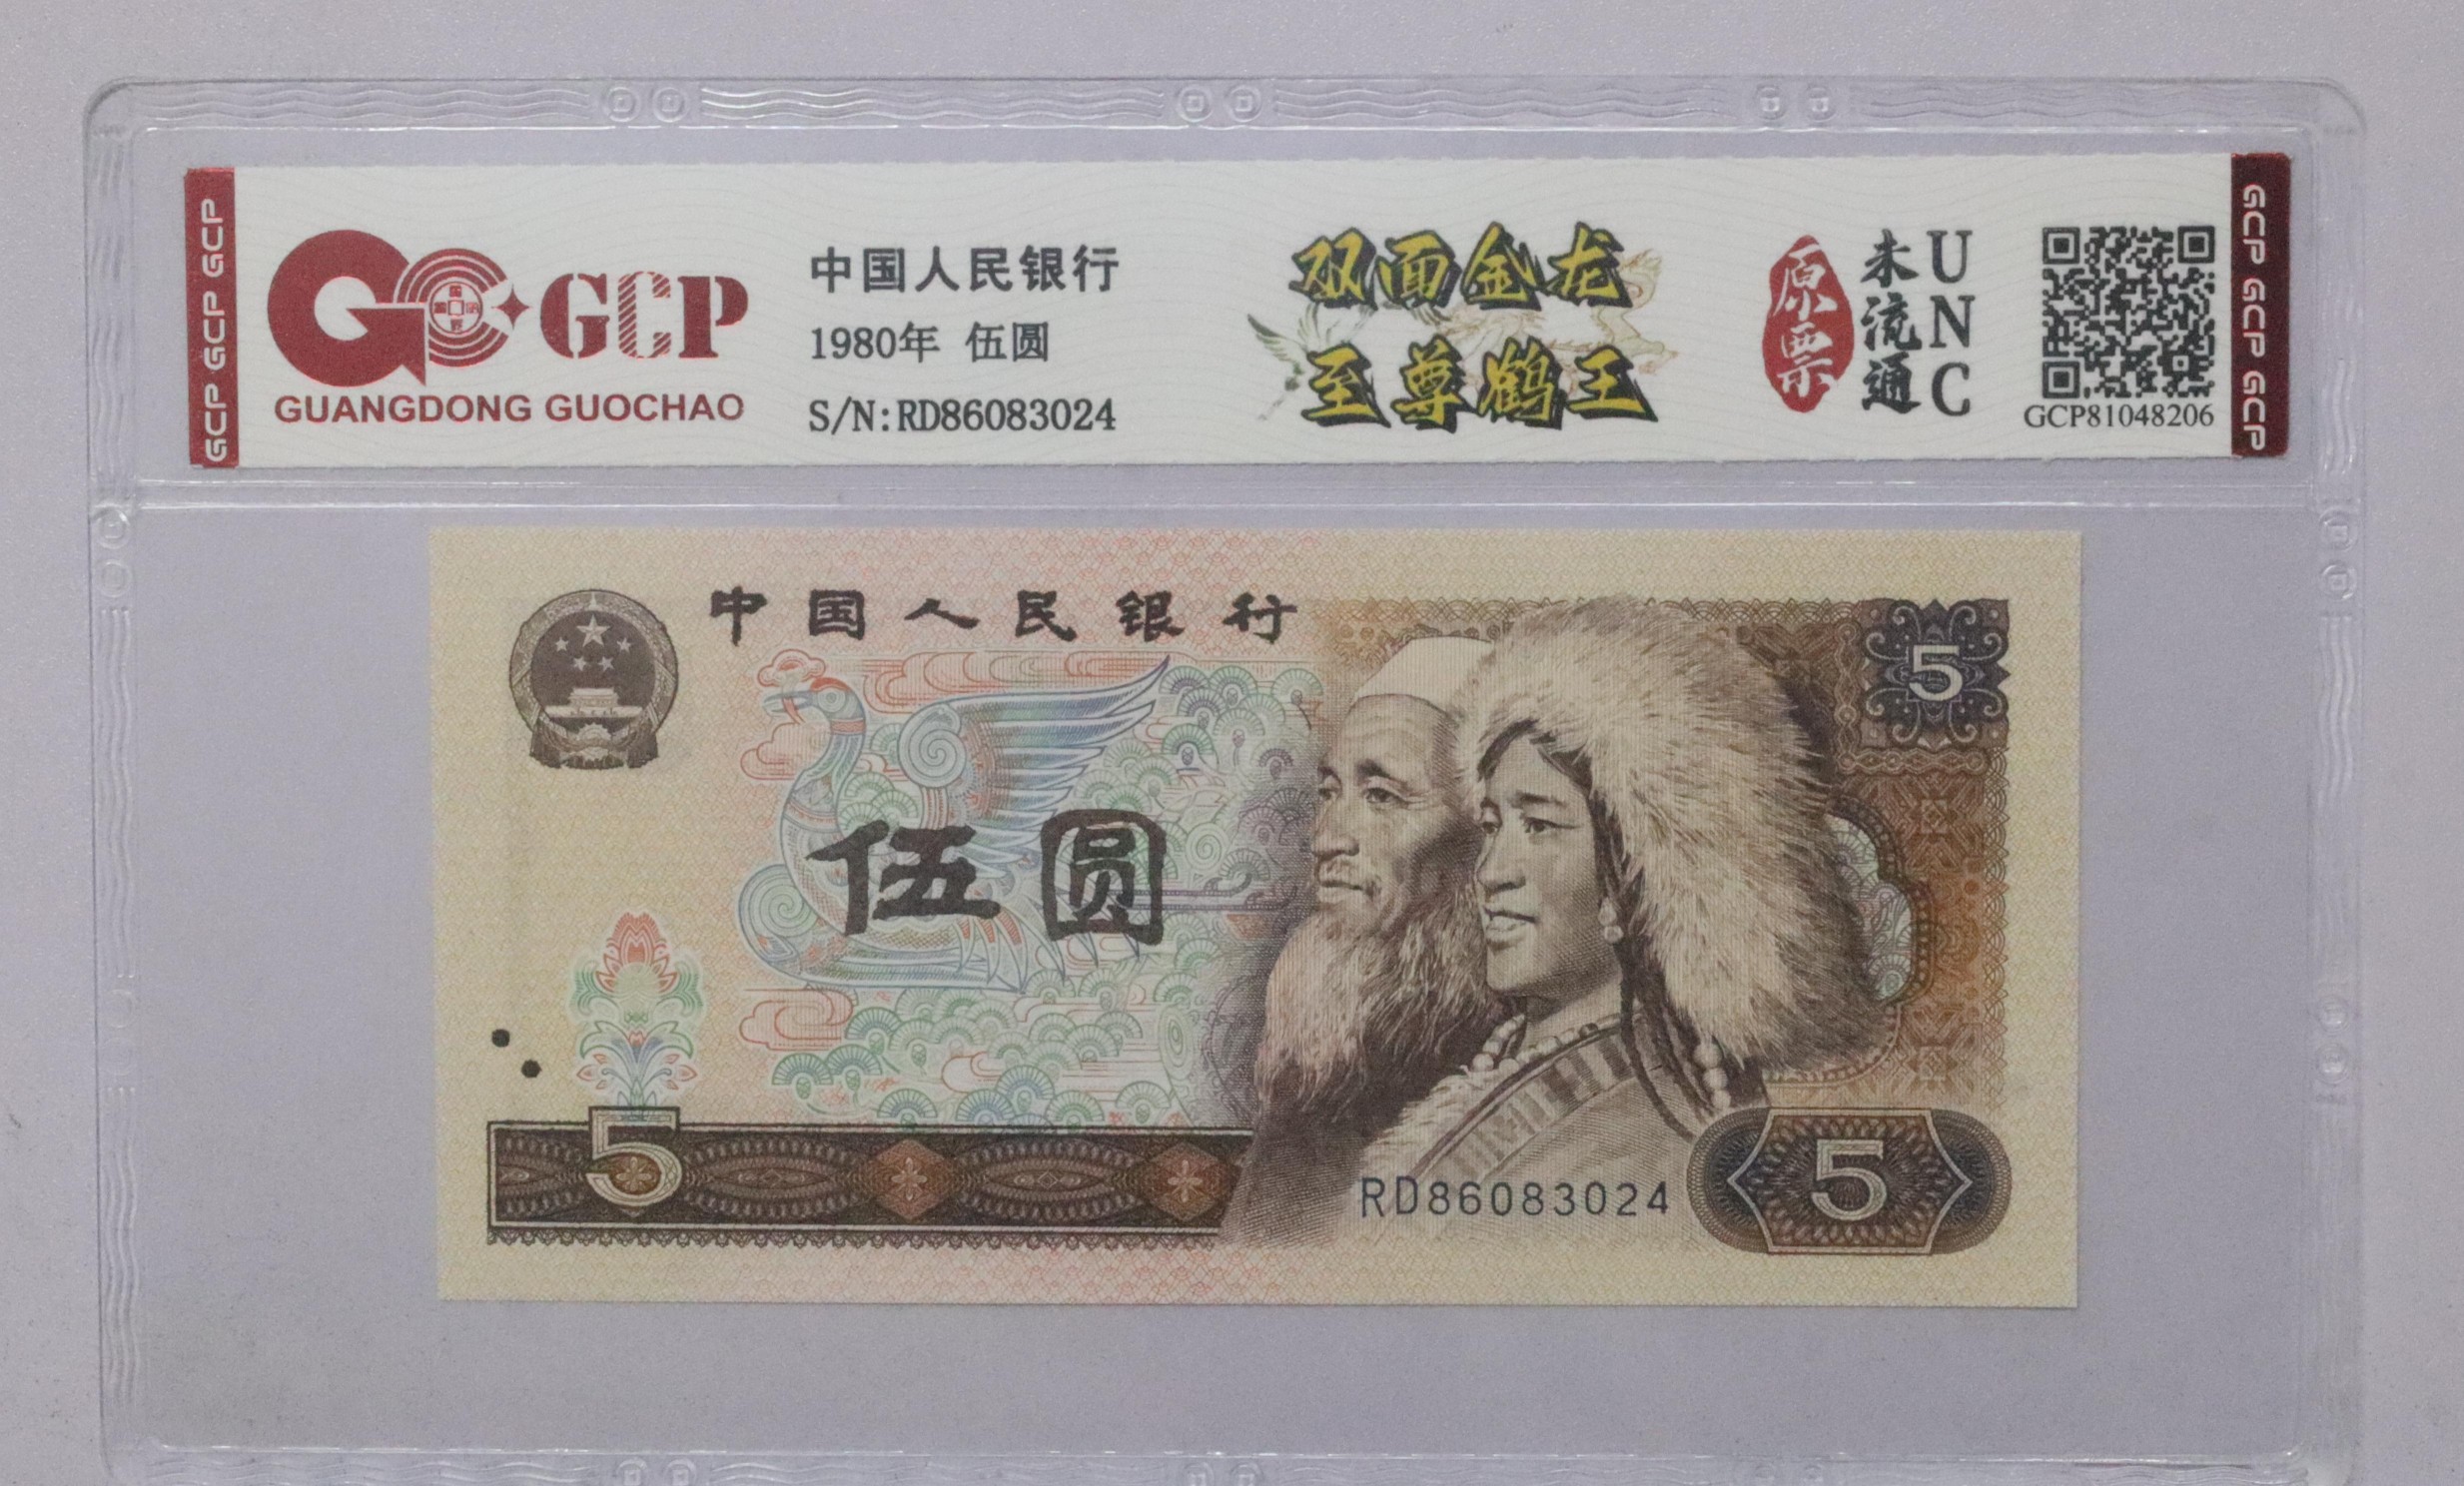 GCP GCP GCP
GCP
GUANGDONG GUOCHAO
中国人民银行
1980年 伍圆
S/N:RD86083024
双面金龙
至尊鹤王
原票
未流通
UNC
GCP81048206
GCP GCP GCP
中国人民银行
5
伍圆
5
RD86083024
5